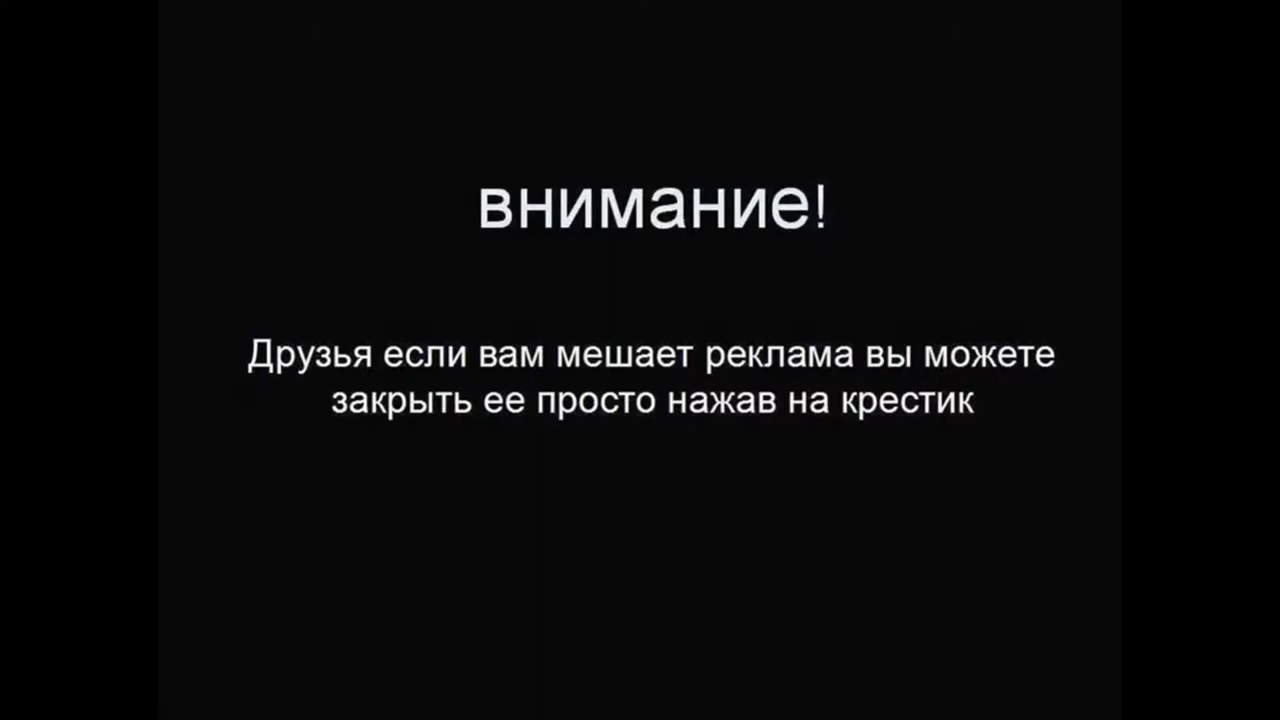 внимание!
Друзья если вам мешает реклама вы можете
закрыть ее просто нажав на крестик